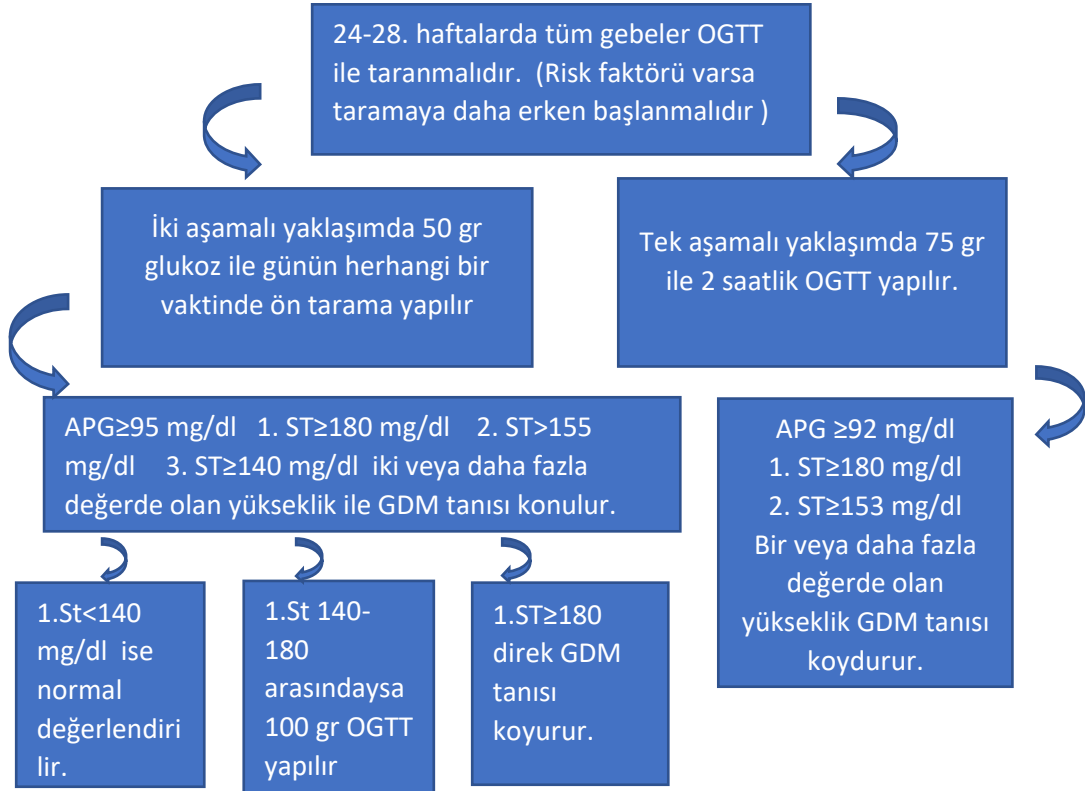 24-28. haftalarda tüm gebeler OGTT
ile taranmalıdır.  (Risk faktörü varsa
taramaya daha erken başlanmalıdır )
İki aşamalı yaklaşımda 50 gr
glukoz ile günün herhangi bir
vaktinde ön tarama yapılır
Tek aşamalı yaklaşımda 75 gr
ile 2 saatlik OGTT yapılır.
APG≥95 mg/dl   1. ST≥180 mg/dl    2. ST>155
mg/dl    3. ST≥140 mg/dl  iki veya daha fazla
değerde olan yükseklik ile GDM tanısı konulur.
APG ≥92 mg/dl
1. ST≥180 mg/dl
2. ST≥153 mg/dl
Bir veya daha fazla
değerde olan
yükseklik GDM tanısı
koydurur.
1.St<140
mg/dl  ise
normal
değerlendiri
lir.
1.St 140-
180
arasındaysa
100 gr OGTT
yapılır
1.ST≥180
direk GDM
tanısı
koyurur.